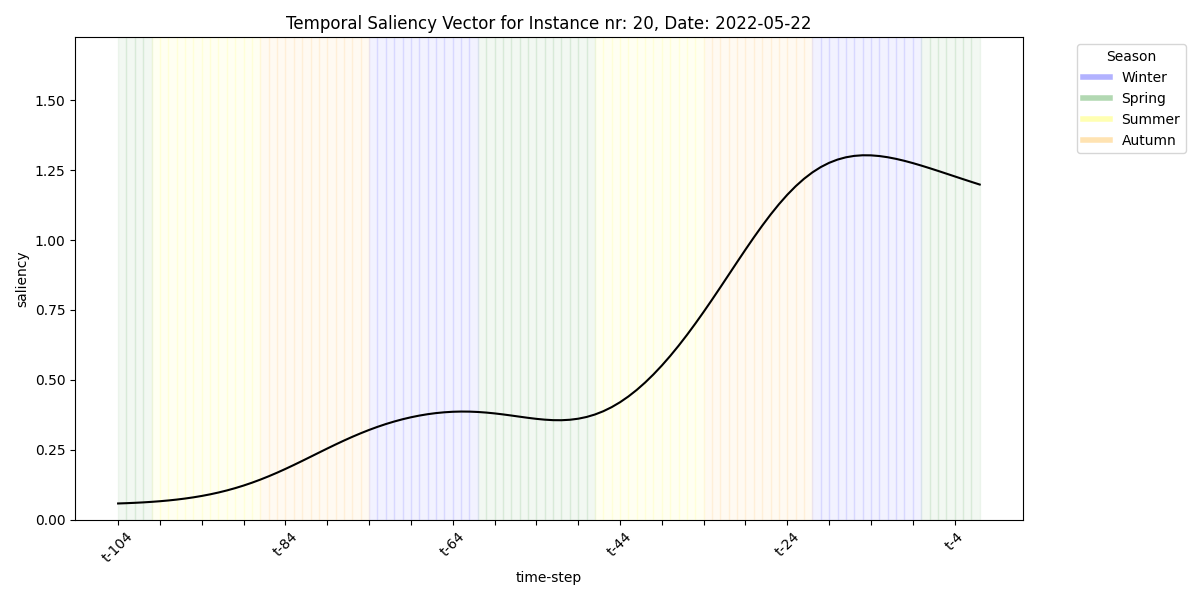 Temporal Saliency Vector for Instance nr: 20, Date: 2022-05-22
Season
Winter
Spring
Summer
Autumn
1.50
1.25
1.00
0.75
0.50
0.25
0.00
saliency
t-104
t-84
t-64
t-44
t-24
t-4
time-step